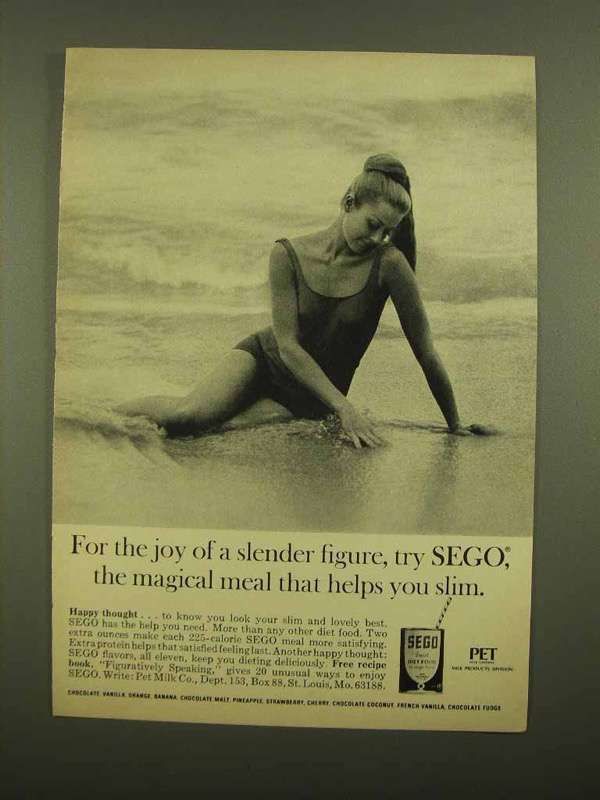 For the joy of a slender figure, try SEGO,®
the magical meal that helps you slim.
Happy thought . . . to know you look your slim and lovely best.
SEGO has the help you need. More than any other diet food. Two
extra ounces make each 225-calorie SEGO meal more satisfying.
Extra protein helps that satisfied feeling last. Another happy thought:
SEGO flavors, all eleven, keep you dieting deliciously. Free recipe
book, "Figuratively Speaking," gives 20 unusual ways to enjoy
SEGO. Write: Pet Milk Co., Dept. 153, Box 88, St. Louis, Mo. 63188.
SEGO
DIET FOOD
PET
MILK PRODUCTS DIVISION
CHOCOLATE, VANILLA, ORANGE, BANANA, CHOCOLATE MALT, PINEAPPLE, STRAWBERRY, CHERRY, CHOCOLATE COCONUT, FRENCH VANILLA, CHOCOLATE FUDGE